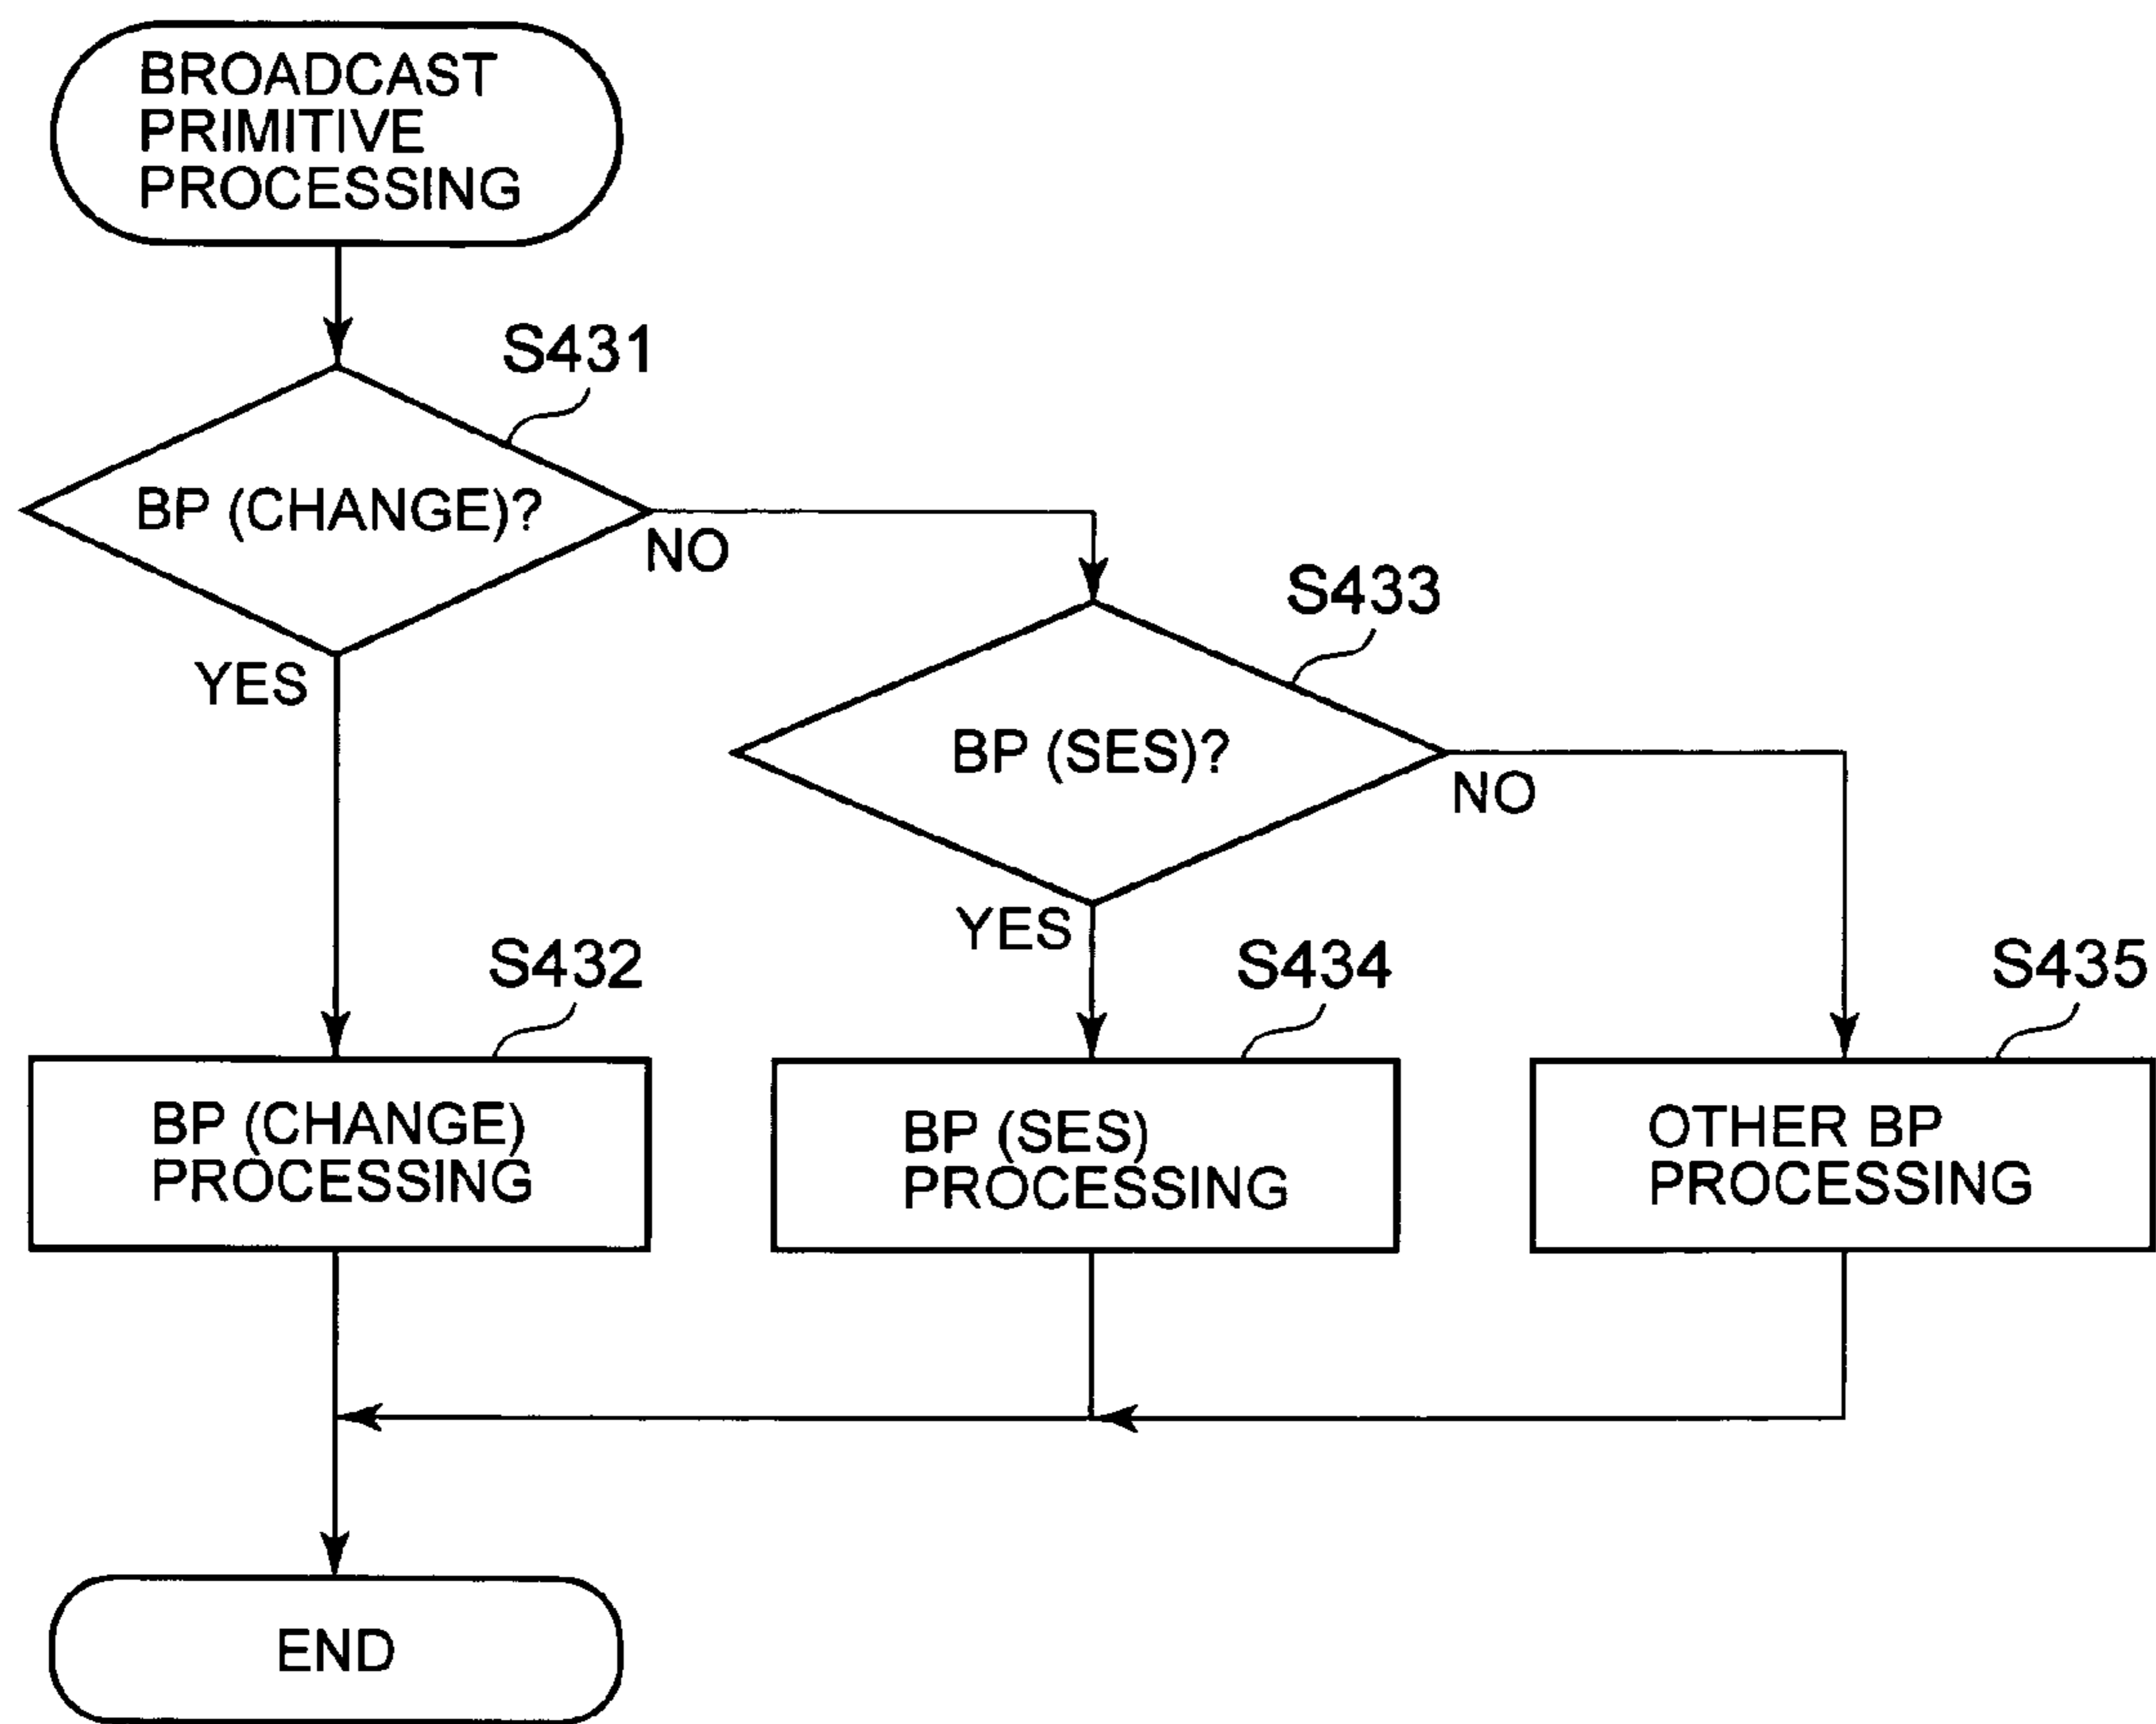 BROADCAST
PRIMITIVE
PROCESSING
S431
BP (CHANGE)?
NO
YES
S433
BP (SES)?
NO
YES
S432
BP (CHANGE)
PROCESSING
S434
BP (SES)
PROCESSING
S435
OTHER BP
PROCESSING
END